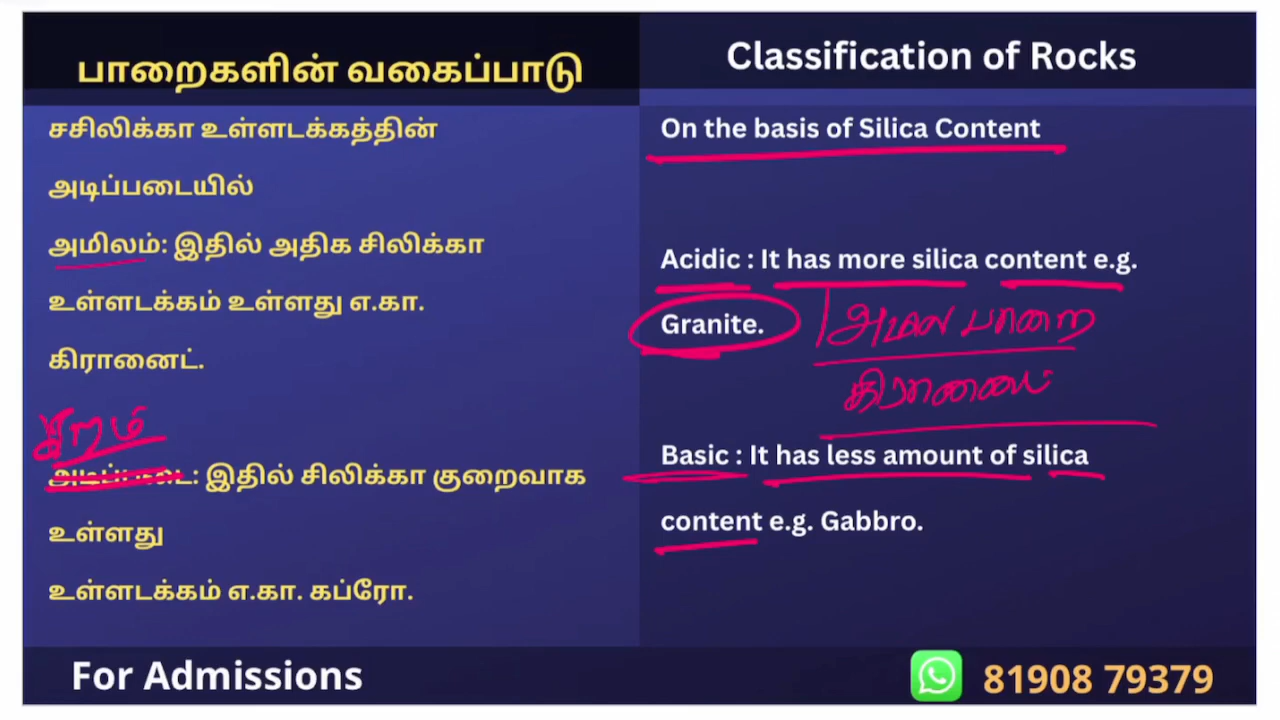 பாறைகளின் வகைப்பாடு
சசிலிக்கா உள்ளடக்கத்தின்
அடிப்படையில்
அமிலம்: இதில் அதிக சிலிக்கா
உள்ளடக்கம் உள்ளது எ.கா.
கிரானைட்.
அடிப்படை: இதில் சிலிக்கா குறைவாக
உள்ளது
உள்ளடக்கம் எ.கா. கப்ரோ.
Classification of Rocks
On the basis of Silica Content
Acidic : It has more silica content e.g.
Granite.
அமில பாறை
கிரானைட்
Basic : It has less amount of silica
content e.g. Gabbro.
For Admissions
81908 79379